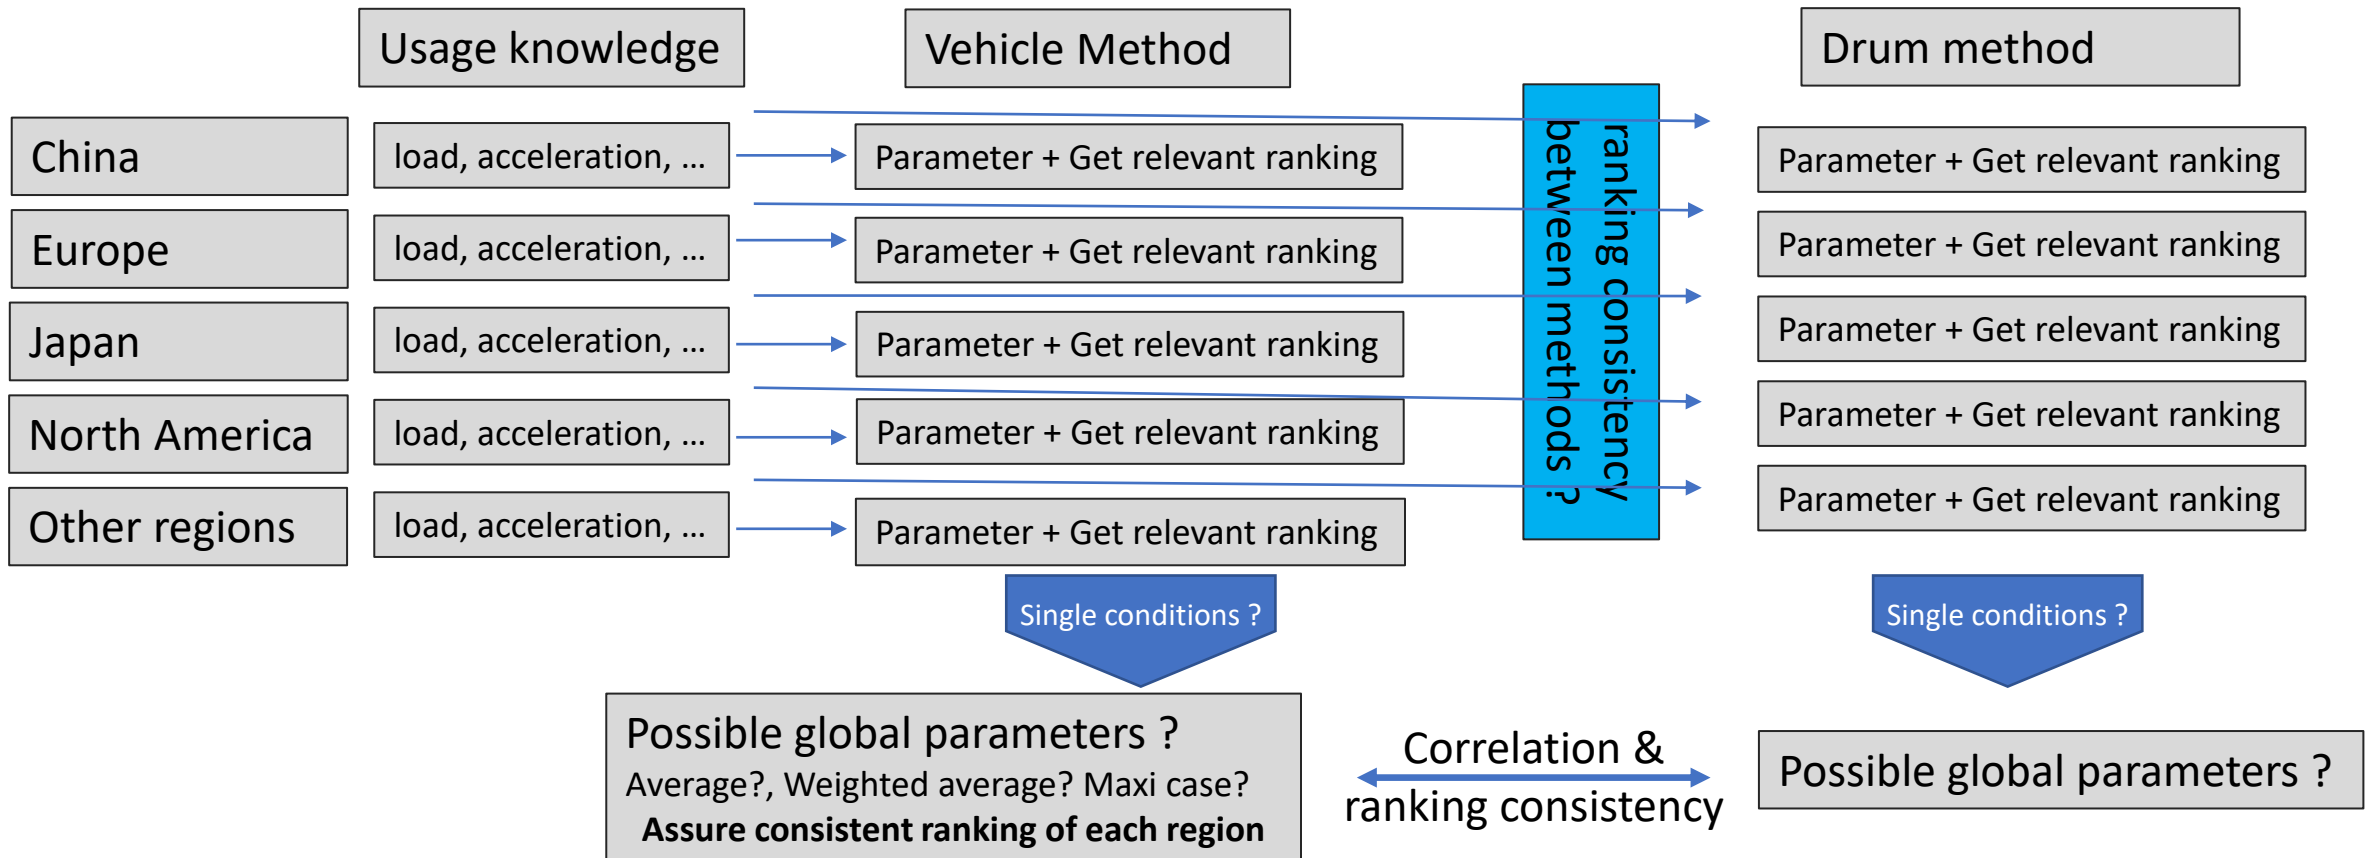 Usage knowledge
Vehicle Method
Drum method
China
load, acceleration, ...
Parameter + Get relevant ranking
Parameter + Get relevant ranking
Europe
load, acceleration, ...
Parameter + Get relevant ranking
Parameter + Get relevant ranking
Japan
load, acceleration, ...
Parameter + Get relevant ranking
Parameter + Get relevant ranking
North America
load, acceleration, ...
Parameter + Get relevant ranking
Parameter + Get relevant ranking
Other regions
load, acceleration, ...
Parameter + Get relevant ranking
Parameter + Get relevant ranking
ranking consistency
between methods ?
Single conditions ?
Single conditions ?
Possible global parameters ?
Average?, Weighted average? Maxi case?
Assure consistent ranking of each region
Correlation &
ranking consistency
Possible global parameters ?